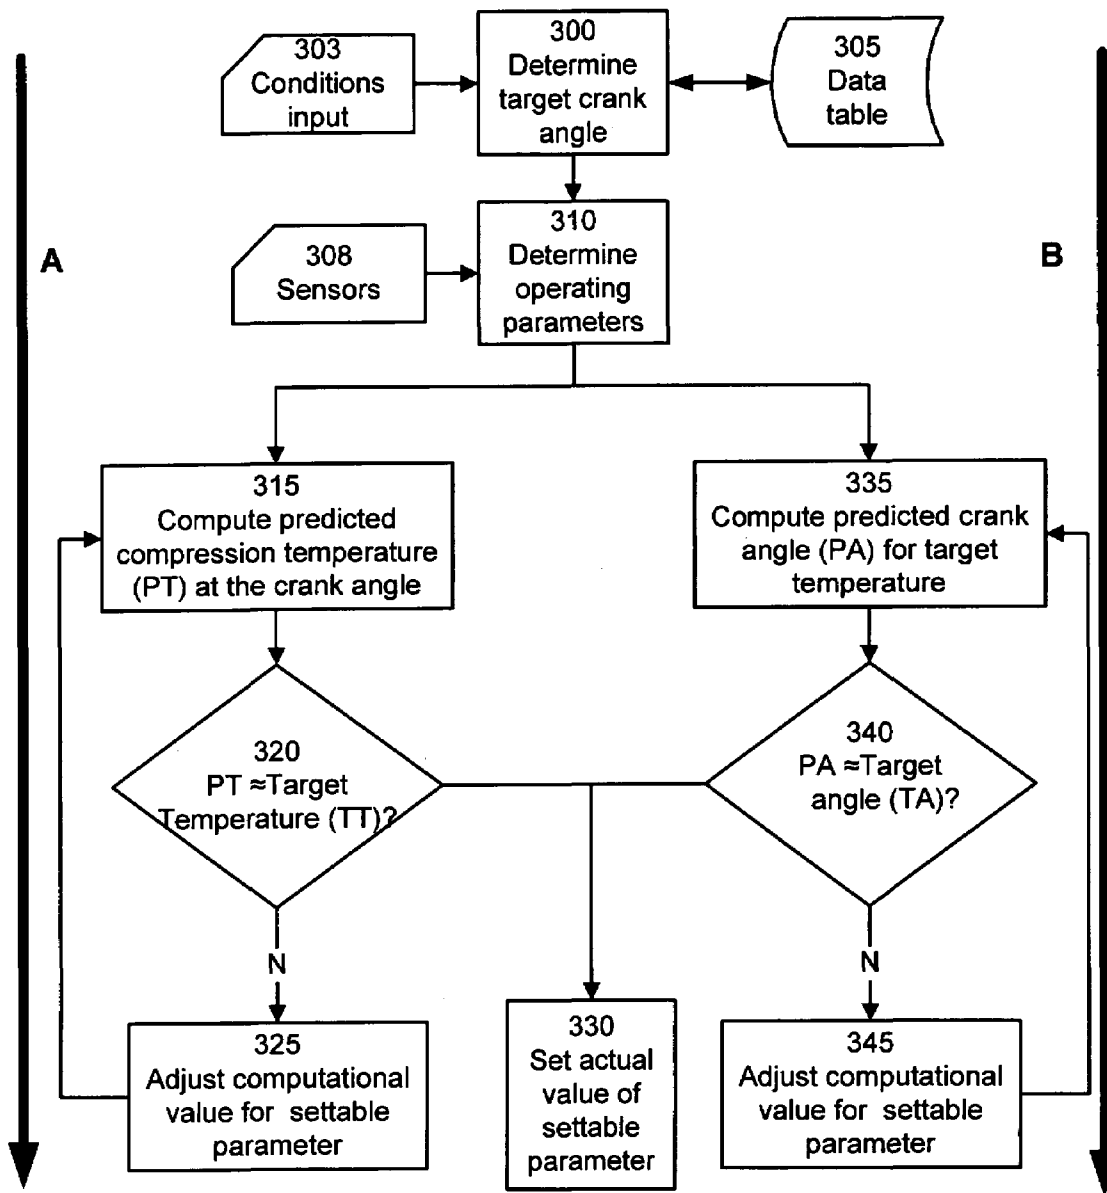 303
Conditions
input
300
Determine
target crank
angle
305
Data
table
A
B
308
Sensors
310
Determine
operating
parameters
315
Compute predicted
compression temperature
(PT) at the crank angle
335
Compute predicted crank
angle (PA) for target
temperature
320
PT ≈Target
Temperature (TT)?
340
PA ≈Target
angle (TA)?
N
N
325
Adjust computational
value for settable
parameter
330
Set actual
value of
settable
parameter
345
Adjust computational
value for settable
parameter